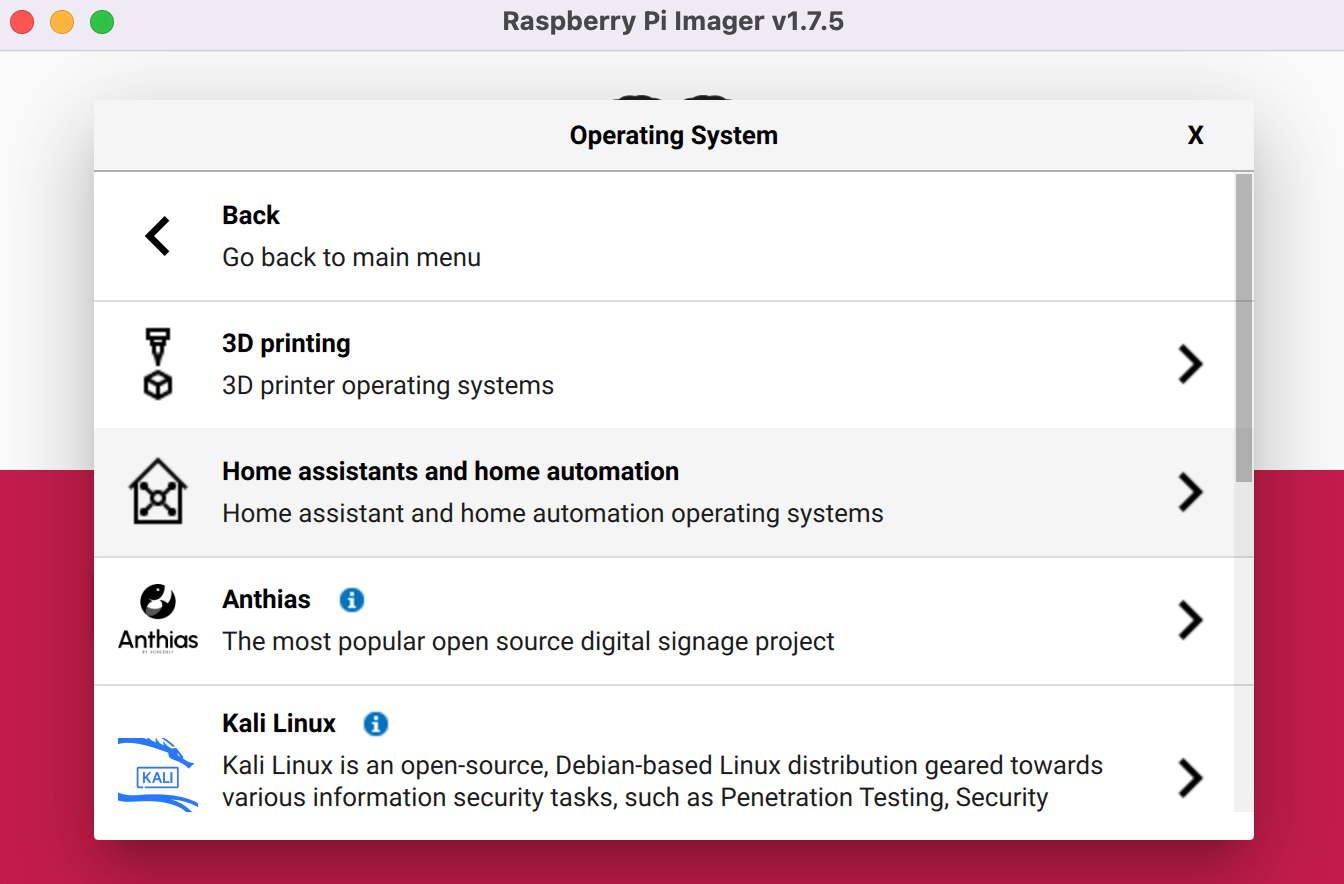 Raspberry Pi Imager v1.7.5
Operating System
X
Back
Go back to main menu
3D printing
3D printer operating systems
Home assistants and home automation
Home assistant and home automation operating systems
Anthias
BY SCREENLY
Anthias
The most popular open source digital signage project
KALI
Kali Linux
Kali Linux is an open-source, Debian-based Linux distribution geared towards
various information security tasks, such as Penetration Testing, Security